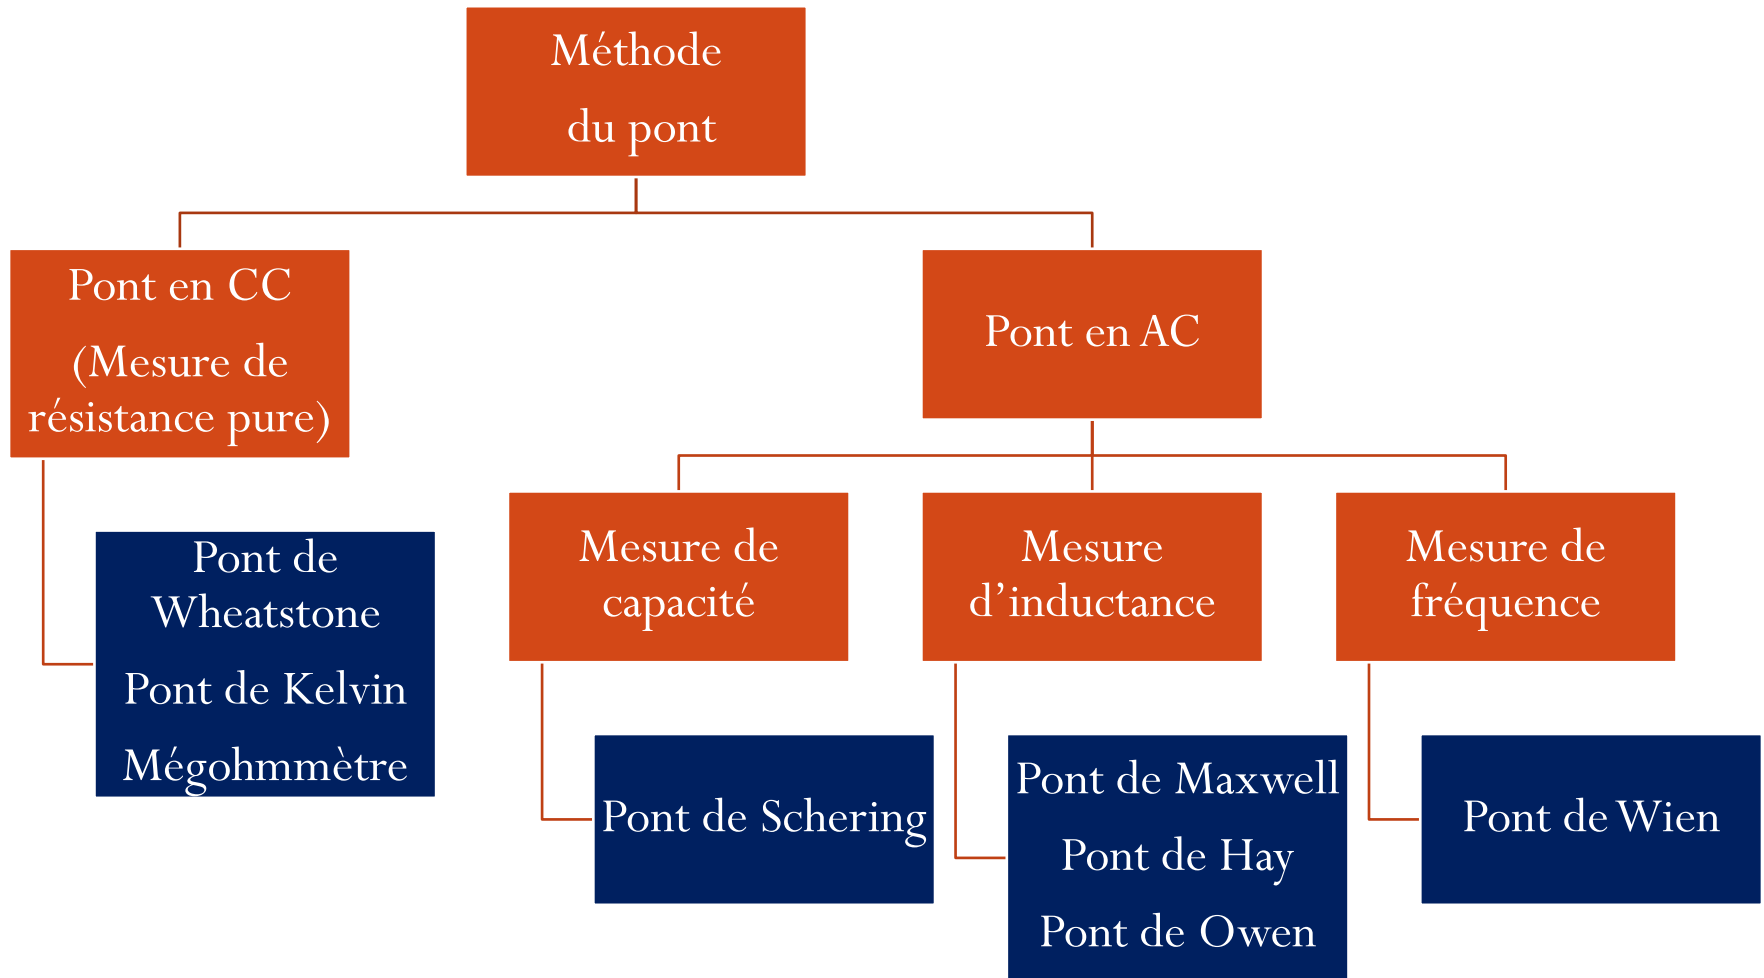 Méthode
du pont
Pont en CC
(Mesure de
résistance pure)
Pont de
Wheatstone
Pont de Kelvin
Mégohmmètre
Pont en AC
Mesure de
capacité
Pont de Schering
Mesure
d’inductance
Pont de Maxwell
Pont de Hay
Pont de Owen
Mesure de
fréquence
Pont de Wien